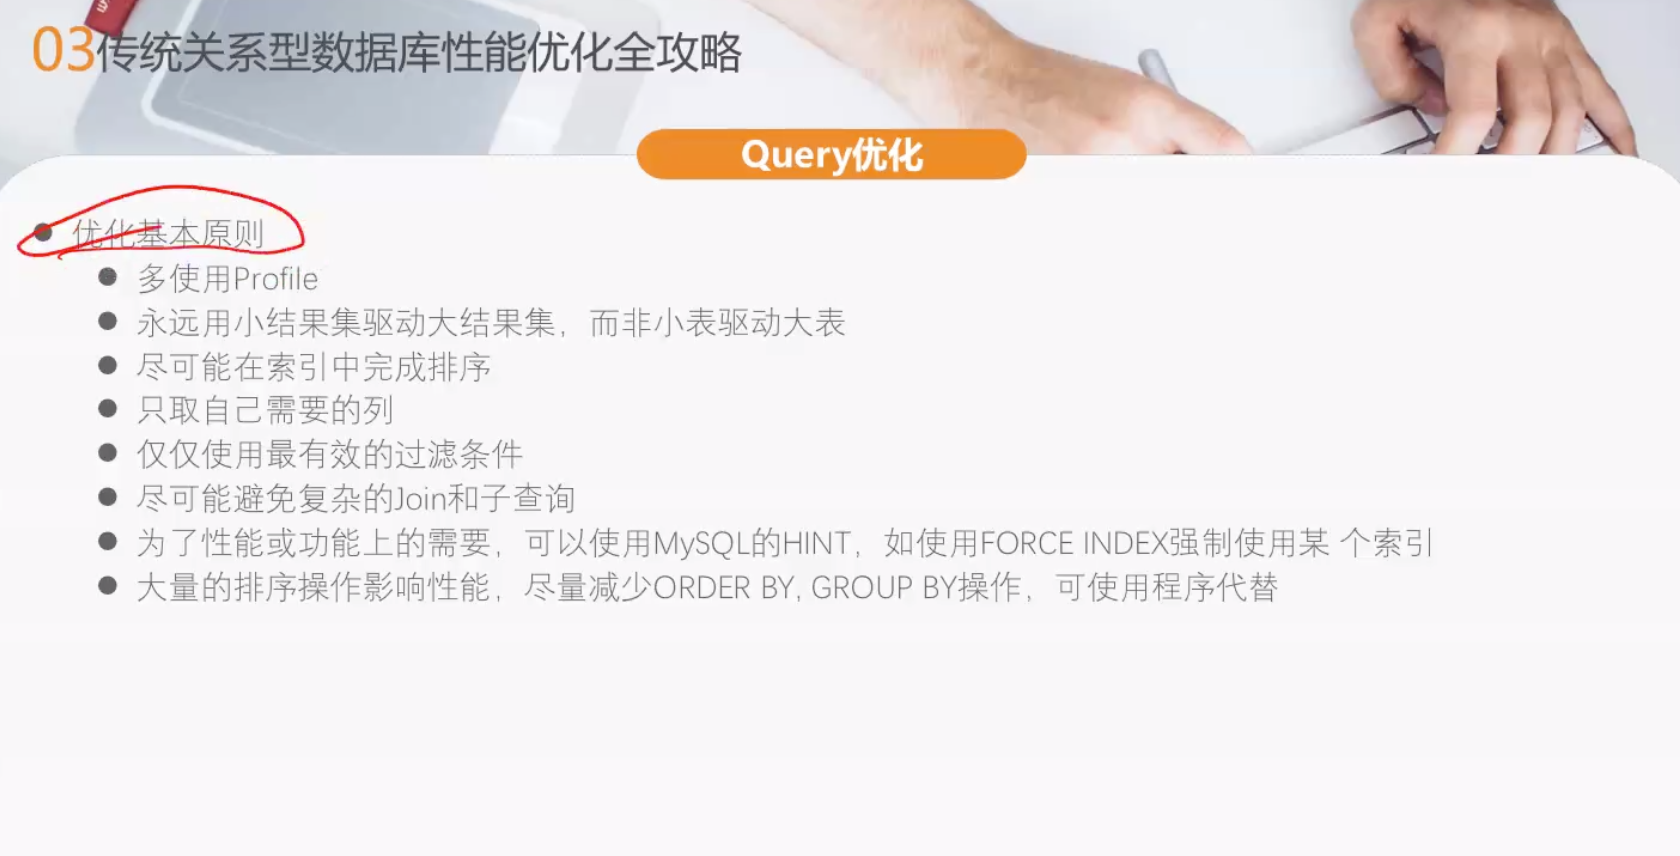 03传统关系型数据库性能优化全攻略
Query优化
优化基本原则
多使用Profile
永远用小结果集驱动大结果集，而非小表驱动大表
尽可能在索引中完成排序
只取自己需要的列
仅仅使用最有效的过滤条件
尽可能避免复杂的Join和子查询
为了性能或功能上的需要，可以使用MySQL的HINT，如使用FORCE INDEX强制使用某 个索引
大量的排序操作影响性能，尽量减少ORDER BY, GROUP BY操作，可使用程序代替